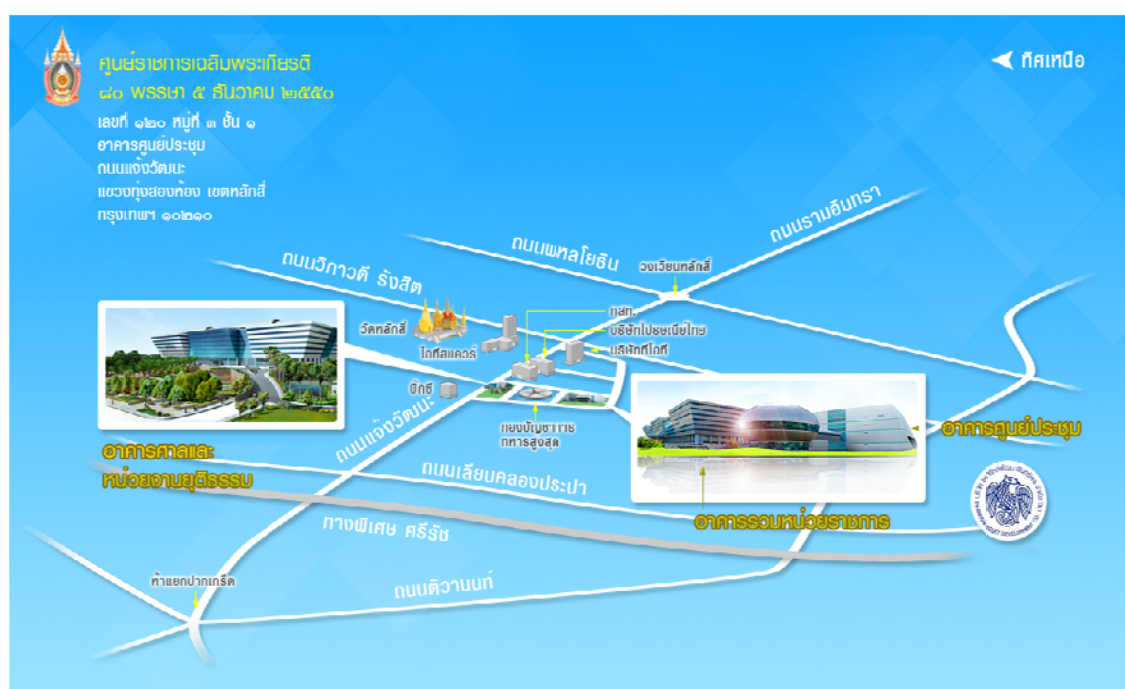 ศูนย์ราชการเฉลิมพระเกียรติ
๘๐ พรรษา ๕ ธันวาคม ๒๕๕๐
เลขที่ ๑๒๐ หมู่ที่ ๓ ชั้น ๑
อาคารศูนย์ประชุม
ถนนแจ้งวัฒนะ
แขวงทุ่งสองห้อง เขตหลักสี่
กรุงเทพฯ ๑๐๒๑๐
ทิศเหนือ
ถนนรามอินทรา
ถนนพหลโยธิน
วงเวียนหลักสี่
ถนนวิภาวดี รังสิต
วัดหลักสี่
ไอทีสแควร์
กสท.
บริษัทไปรษณีย์ไทย
บริษัททีโอที
บิ๊กซี
กองบัญชาการ
ทหารสูงสุด
ถนนแจ้งวัฒนะ
อาคารศาลและ
หน่วยงานยุติธรรม
อาคารศูนย์ประชุม
อาคารรวมหน่วยราชการ
ถนนเลียบคลองประปา
ทางพิเศษ ศรีรัช
ห้าแยกปากเกร็ด
ถนนติวานนท์